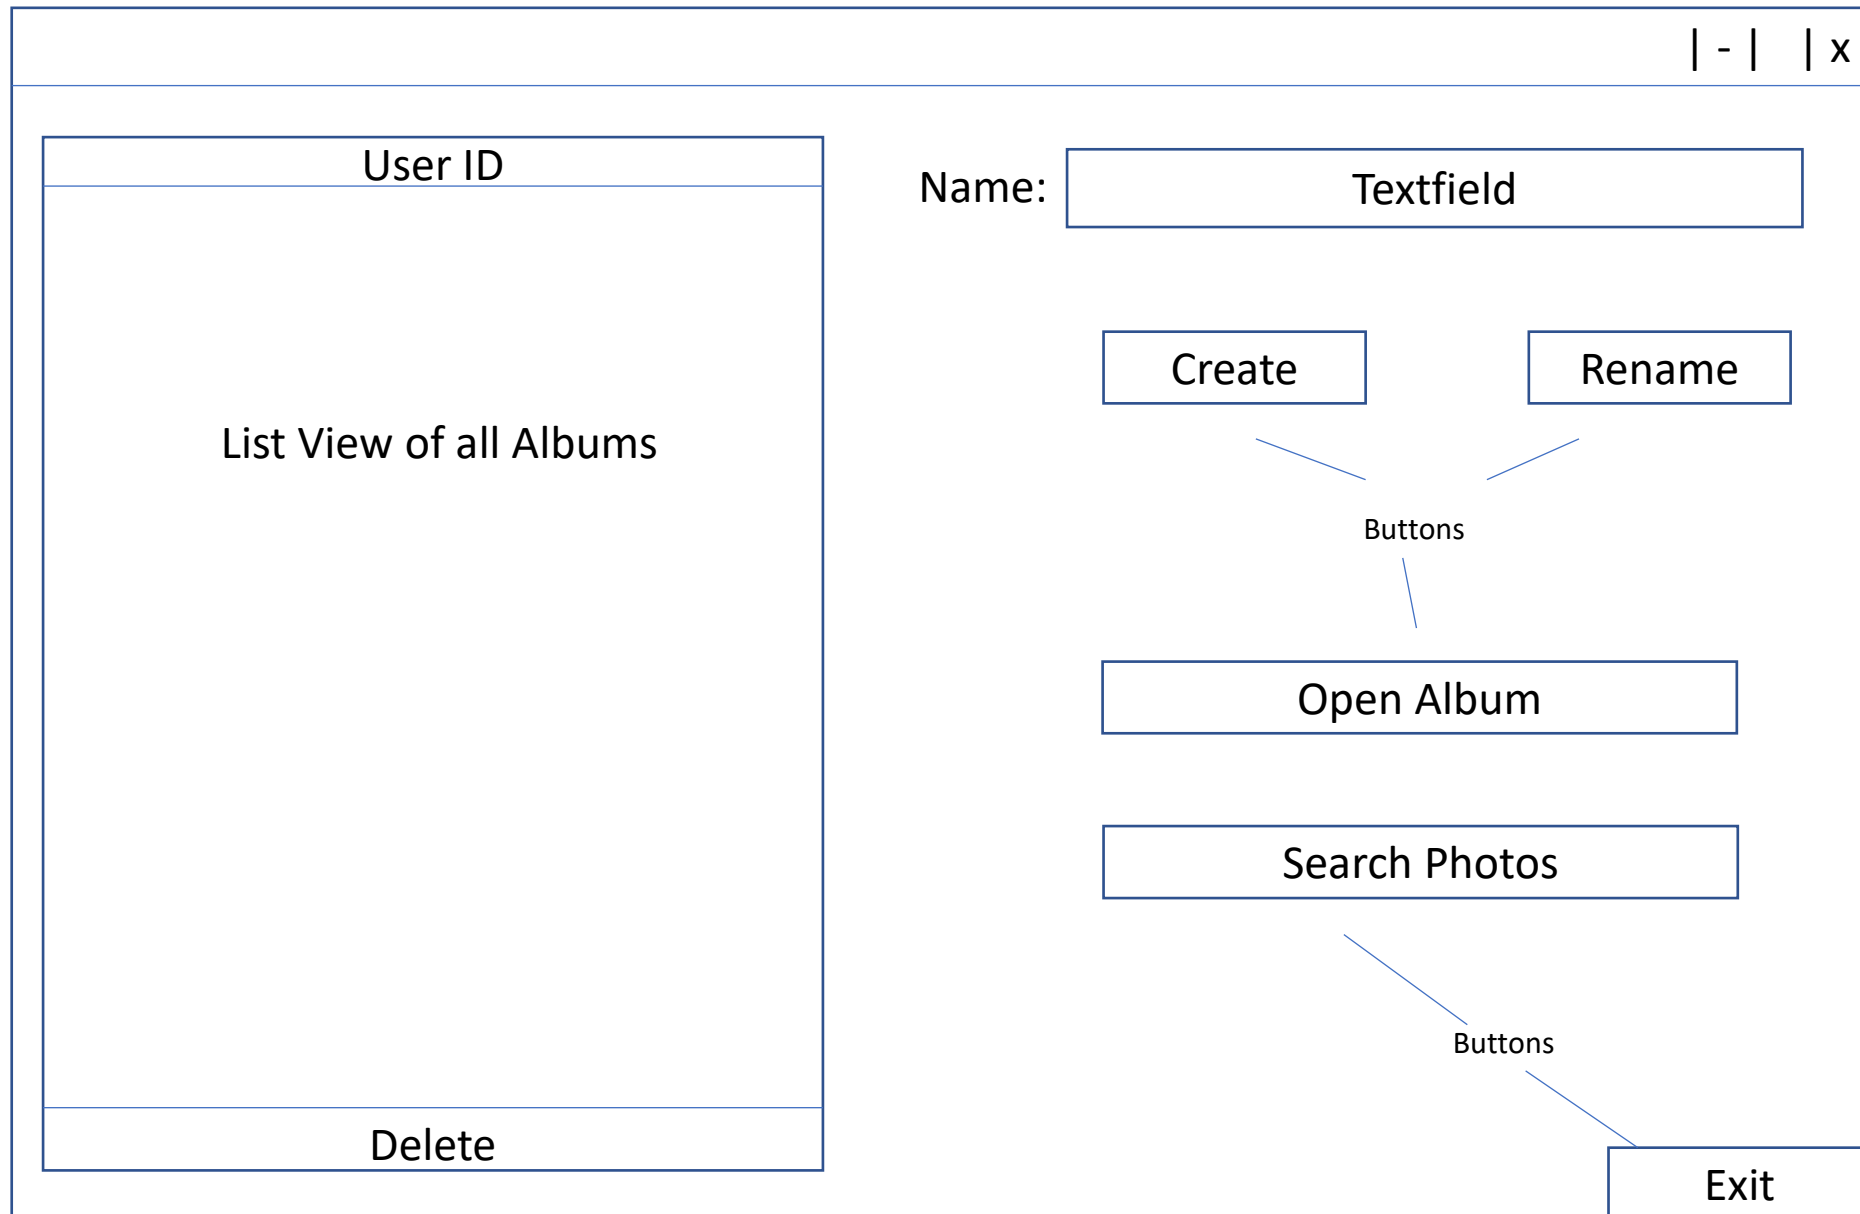 | - | | x
User ID
List View of all Albums
Delete
Name:
Textfield
Create
Rename
Buttons
Open Album
Search Photos
Buttons
Exit